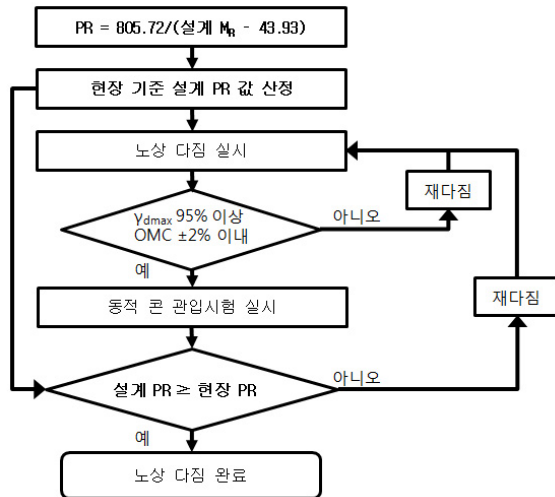 PR = 805.72/(설계 MR - 43.93)
현장 기준 설계 PR 값 산정
노상 다짐 실시
γdmax 95% 이상
OMC ±2% 이내
아니오
재다짐
예
동적 콘 관입시험 실시
재다짐
설계 PR ≥ 현장 PR
아니오
예
노상 다짐 완료